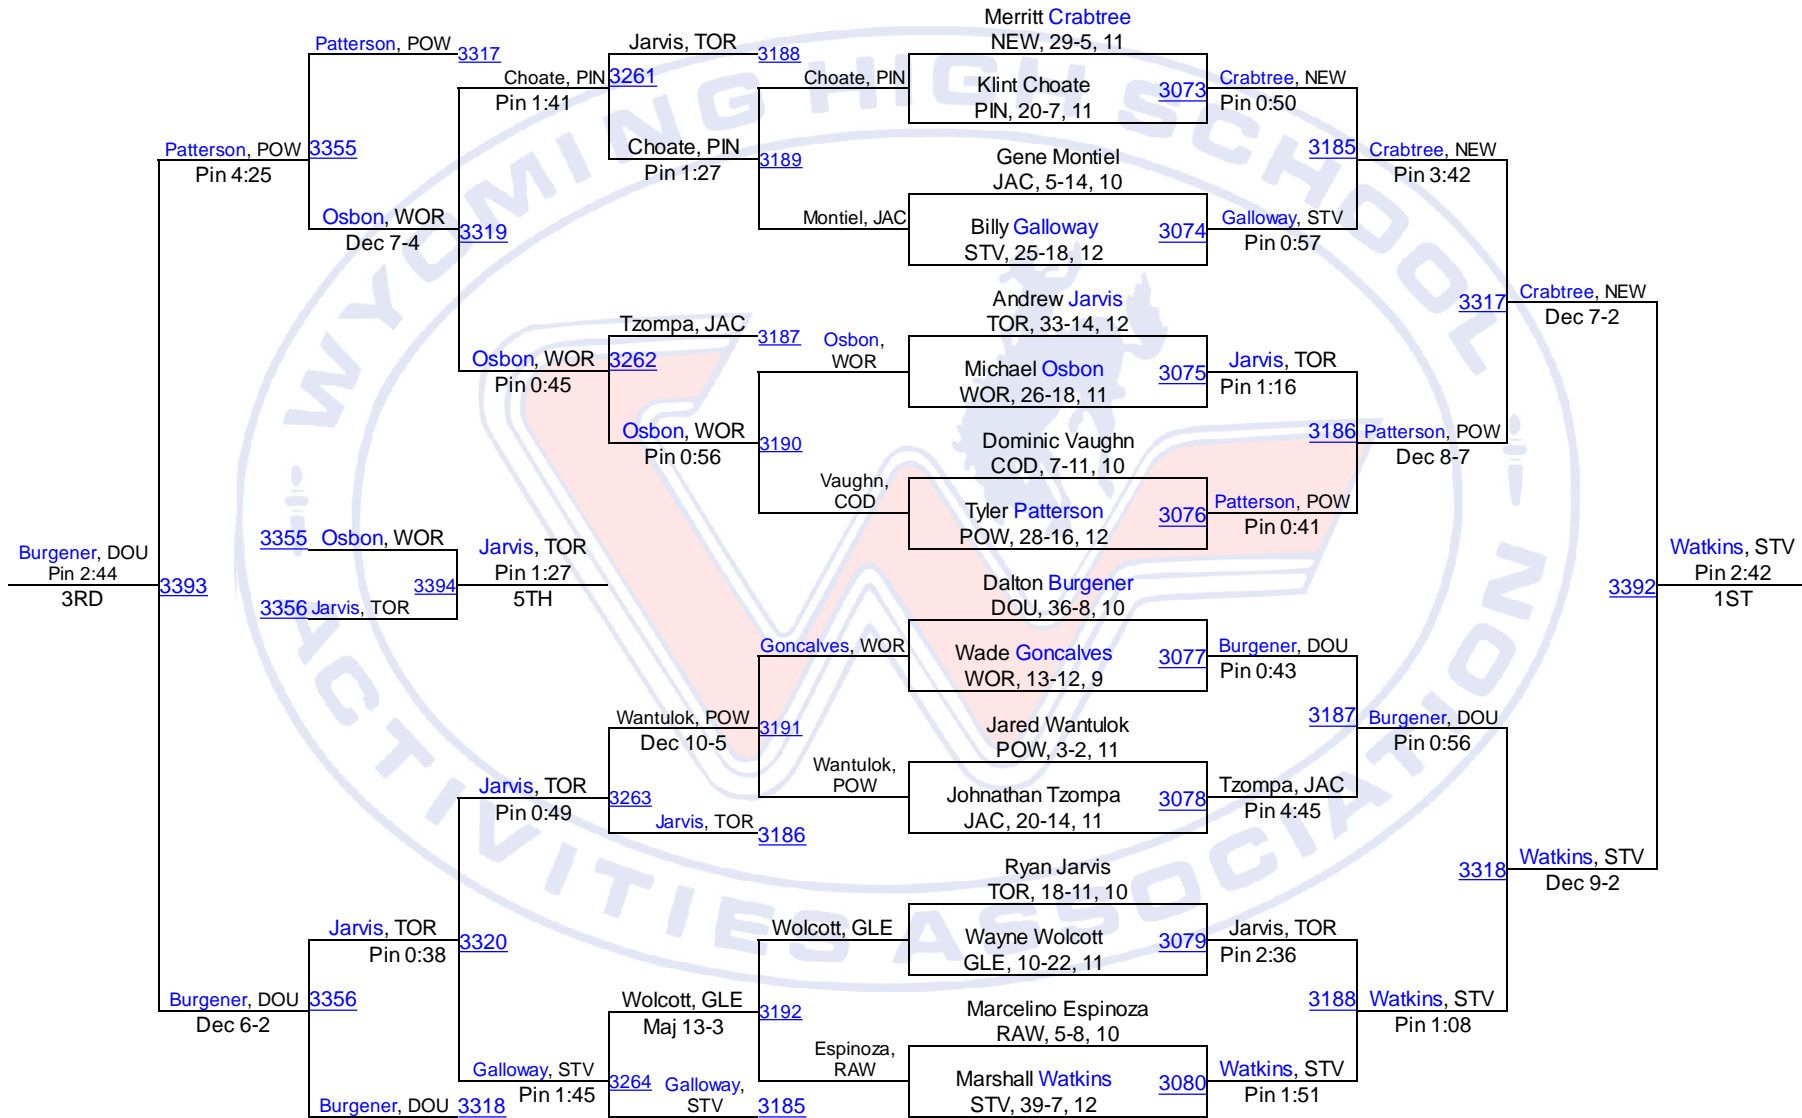 Merritt Crabtree
NEW, 29-5, 11
Klint Choate
PIN, 20-7, 11
3073
Gene Montiel
JAC, 5-14, 10
Billy Galloway
STV, 25-18, 12
3074
Andrew Jarvis
TOR, 33-14, 12
Michael Osbon
WOR, 26-18, 11
3075
Dominic Vaughn
COD, 7-11, 10
Tyler Patterson
POW, 28-16, 12
3076
Dalton Burgener
DOU, 36-8, 10
Wade Goncalves
WOR, 13-12, 9
3077
Jared Wantulok
POW, 3-2, 11
Johnathan Tzompa
JAC, 20-14, 11
3078
Ryan Jarvis
TOR, 18-11, 10
Wayne Wolcott
GLE, 10-22, 11
3079
Marcelino Espinoza
RAW, 5-8, 10
Marshall Watkins
STV, 39-7, 12
3080
Crabtree, NEW
Pin 0:50
Galloway, STV
Pin 0:57
Jarvis, TOR
Pin 1:16
Patterson, POW
Pin 0:41
Burgener, DOU
Pin 0:43
Tzompa, JAC
Pin 4:45
Jarvis, TOR
Pin 2:36
Watkins, STV
Pin 1:51
3185
Crabtree, NEW
Pin 3:42
3186
Patterson, POW
Dec 8-7
3187
Burgener, DOU
Pin 0:56
3188
Watkins, STV
Pin 1:08
3317
Crabtree, NEW
Dec 7-2
3318
Watkins, STV
Dec 9-2
3392
Watkins, STV
Pin 2:42
1ST
Choate, PIN
Montiel, JAC
3189
Osbon,
WOR
Vaughn,
COD
3190
Goncalves, WOR
Wantulok,
POW
3191
Wolcott, GLE
Espinoza,
RAW
3192
Jarvis, TOR
3188
Choate, PIN
Pin 1:27
3261
Tzompa, JAC
3187
Osbon, WOR
Pin 0:56
3262
Wantulok, POW
Dec 10-5
Jarvis, TOR
3186
3263
Wolcott, GLE
Maj 13-3
Galloway,
STV
3185
3264
Choate, PIN
Pin 1:41
Osbon, WOR
Pin 0:45
3319
Jarvis, TOR
Pin 0:49
Galloway, STV
Pin 1:45
3320
Patterson, POW
3317
Osbon, WOR
Dec 7-4
3355
Jarvis, TOR
Pin 0:38
Burgener, DOU
3318
3356
Patterson, POW
Pin 4:25
Burgener, DOU
Dec 6-2
3393
Burgener, DOU
Pin 2:44
3RD
3355
Osbon, WOR
3356
Jarvis, TOR
3394
Jarvis, TOR
Pin 1:27
5TH
WYOMING HIGH SCHOOL
ACTIVITIES ASSOCIATION